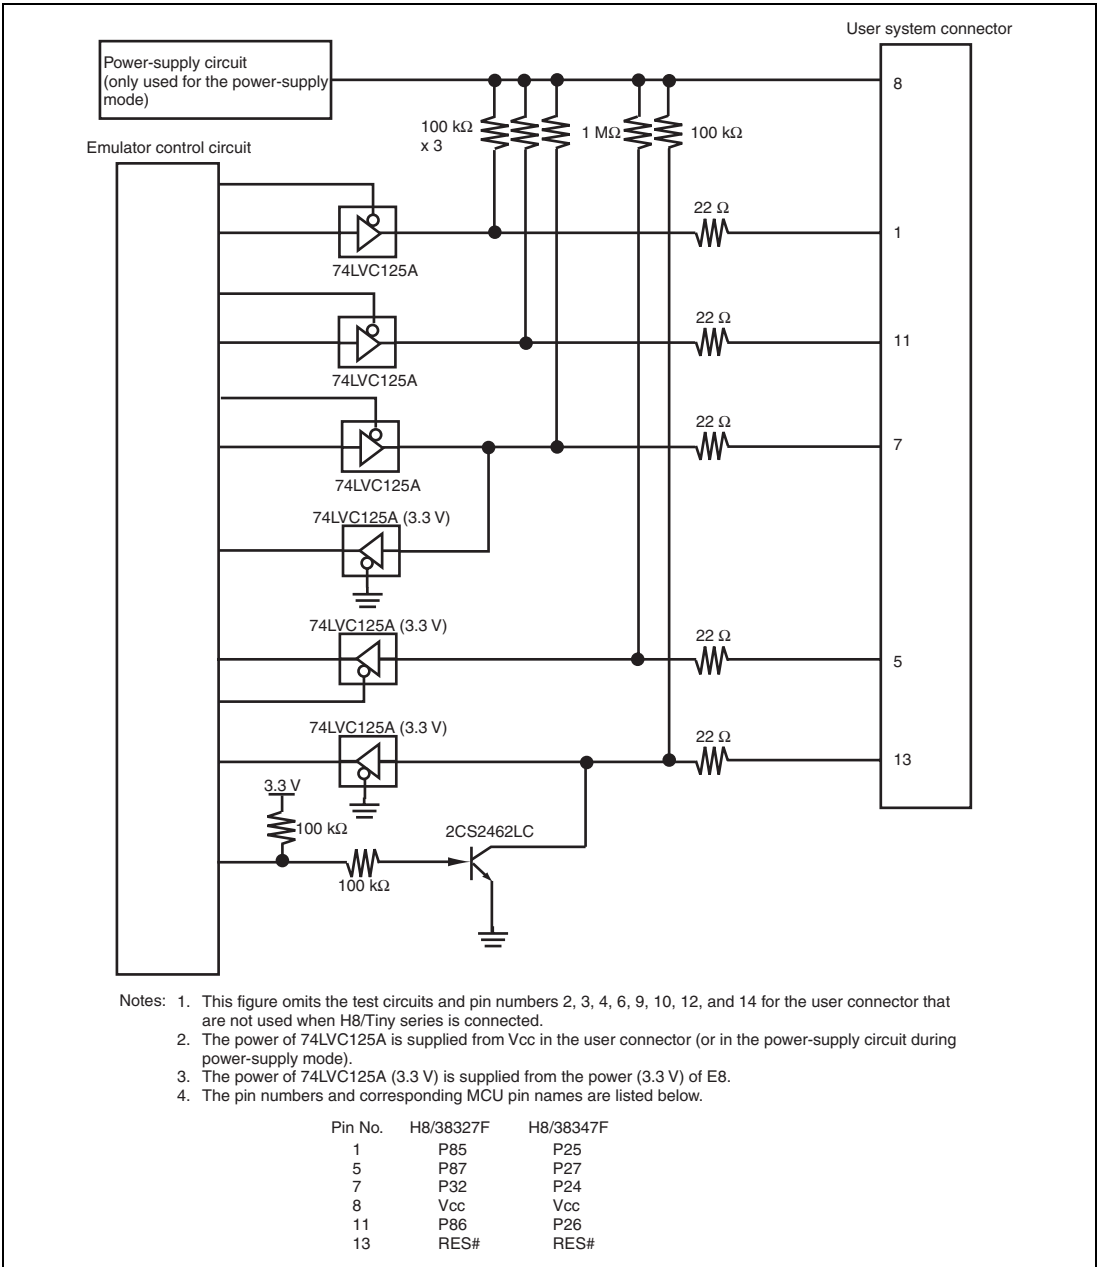 User system connector
Power-supply circuit
(only used for the power-supply
mode)
8
100 kΩ
x 3
1 MΩ
100 kΩ
Emulator control circuit
22 Ω
1
74LVC125A
22 Ω
11
74LVC125A
22 Ω
7
74LVC125A
74LVC125A (3.3 V)
74LVC125A (3.3 V)
22 Ω
5
74LVC125A (3.3 V)
22 Ω
13
3.3 V
100 kΩ
2CS2462LC
100 kΩ
Notes: 1. This figure omits the test circuits and pin numbers 2, 3, 4, 6, 9, 10, 12, and 14 for the user connector that
are not used when H8/Tiny series is connected.
2. The power of 74LVC125A is supplied from Vcc in the user connector (or in the power-supply circuit during
power-supply mode).
3. The power of 74LVC125A (3.3 V) is supplied from the power (3.3 V) of E8.
4. The pin numbers and corresponding MCU pin names are listed below.
Pin No. H8/38327F H8/38347F
1 P85 P25
5 P87 P27
7 P32 P24
8 Vcc Vcc
11 P86 P26
13 RES# RES#